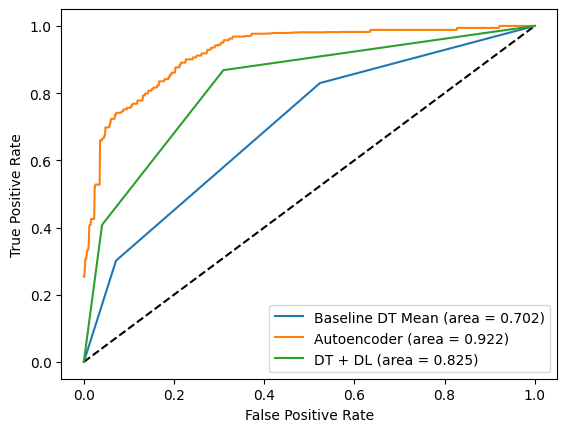 1.0
0.8
0.6
0.4
0.2
0.0
True Positive Rate
Baseline DT Mean (area = 0.702)
Autoencoder (area = 0.922)
DT + DL (area = 0.825)
0.0 0.2 0.4 0.6 0.8 1.0
False Positive Rate